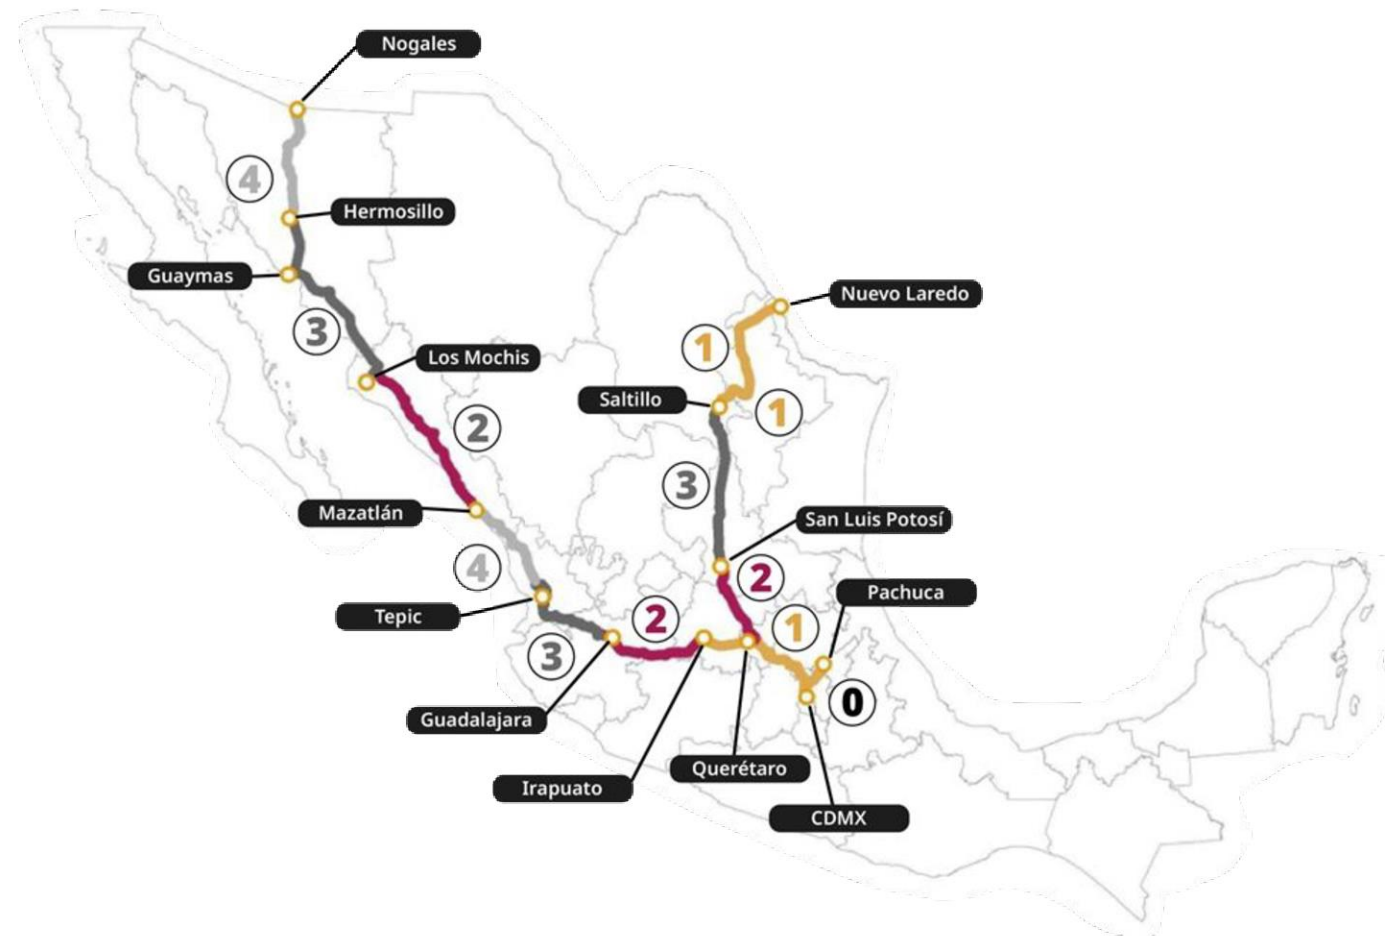 Nogales
4
Hermosillo
Guaymas
Nuevo Laredo
3
1
Los Mochis
Saltillo
1
2
3
Mazatlán
San Luis Potosí
4
2
Pachuca
Tepic
2
1
3
0
Guadalajara
Querétaro
Irapuato
CDMX